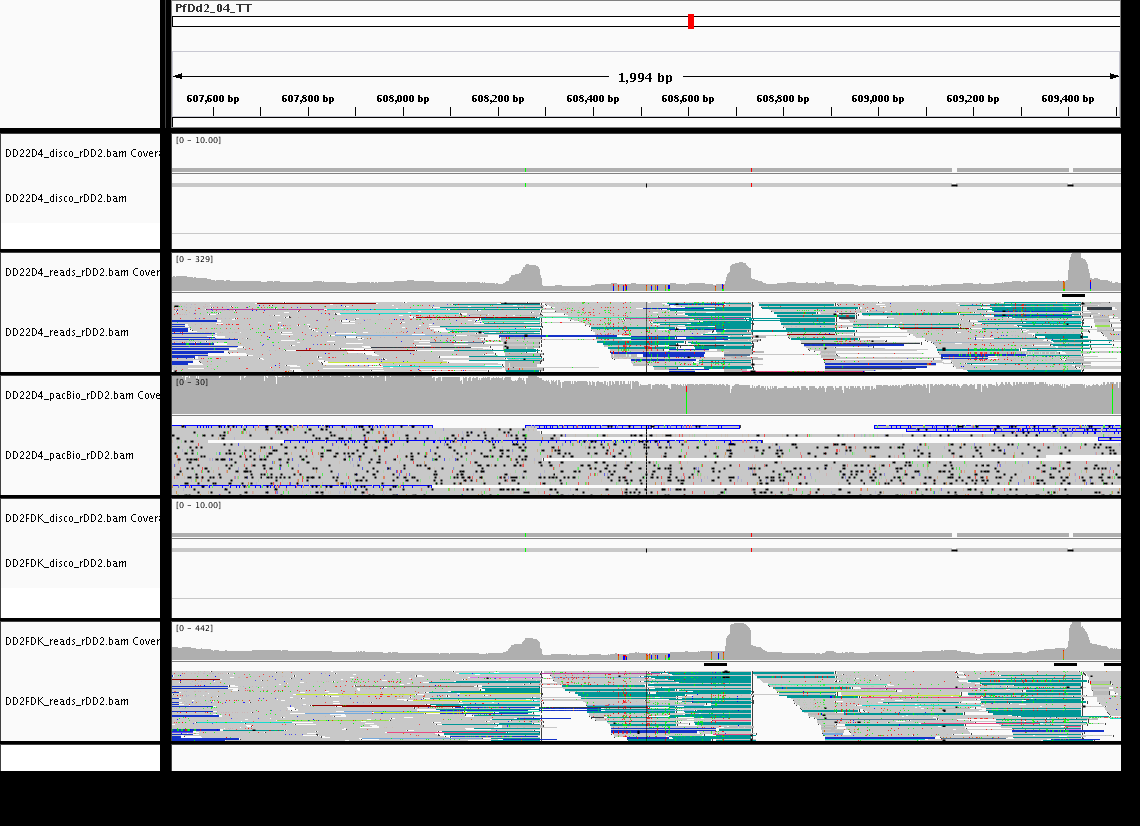 PfDd2_04_TT
1,994 bp
607,600 bp 607,800 bp 608,000 bp 608,200 bp 608,400 bp 608,600 bp 608,800 bp 609,000 bp 609,200 bp 609,400 bp
[0 - 10.00]
DD22D4_disco_rDD2.bam Covera
DD22D4_disco_rDD2.bam
[0 - 329]
DD22D4_reads_rDD2.bam Cover
DD22D4_reads_rDD2.bam
[0 - 30]
DD22D4_pacBio_rDD2.bam Cove
DD22D4_pacBio_rDD2.bam
[0 - 10.00]
DD2FDK_disco_rDD2.bam Covera
DD2FDK_disco_rDD2.bam
[0 - 442]
DD2FDK_reads_rDD2.bam Cover
DD2FDK_reads_rDD2.bam